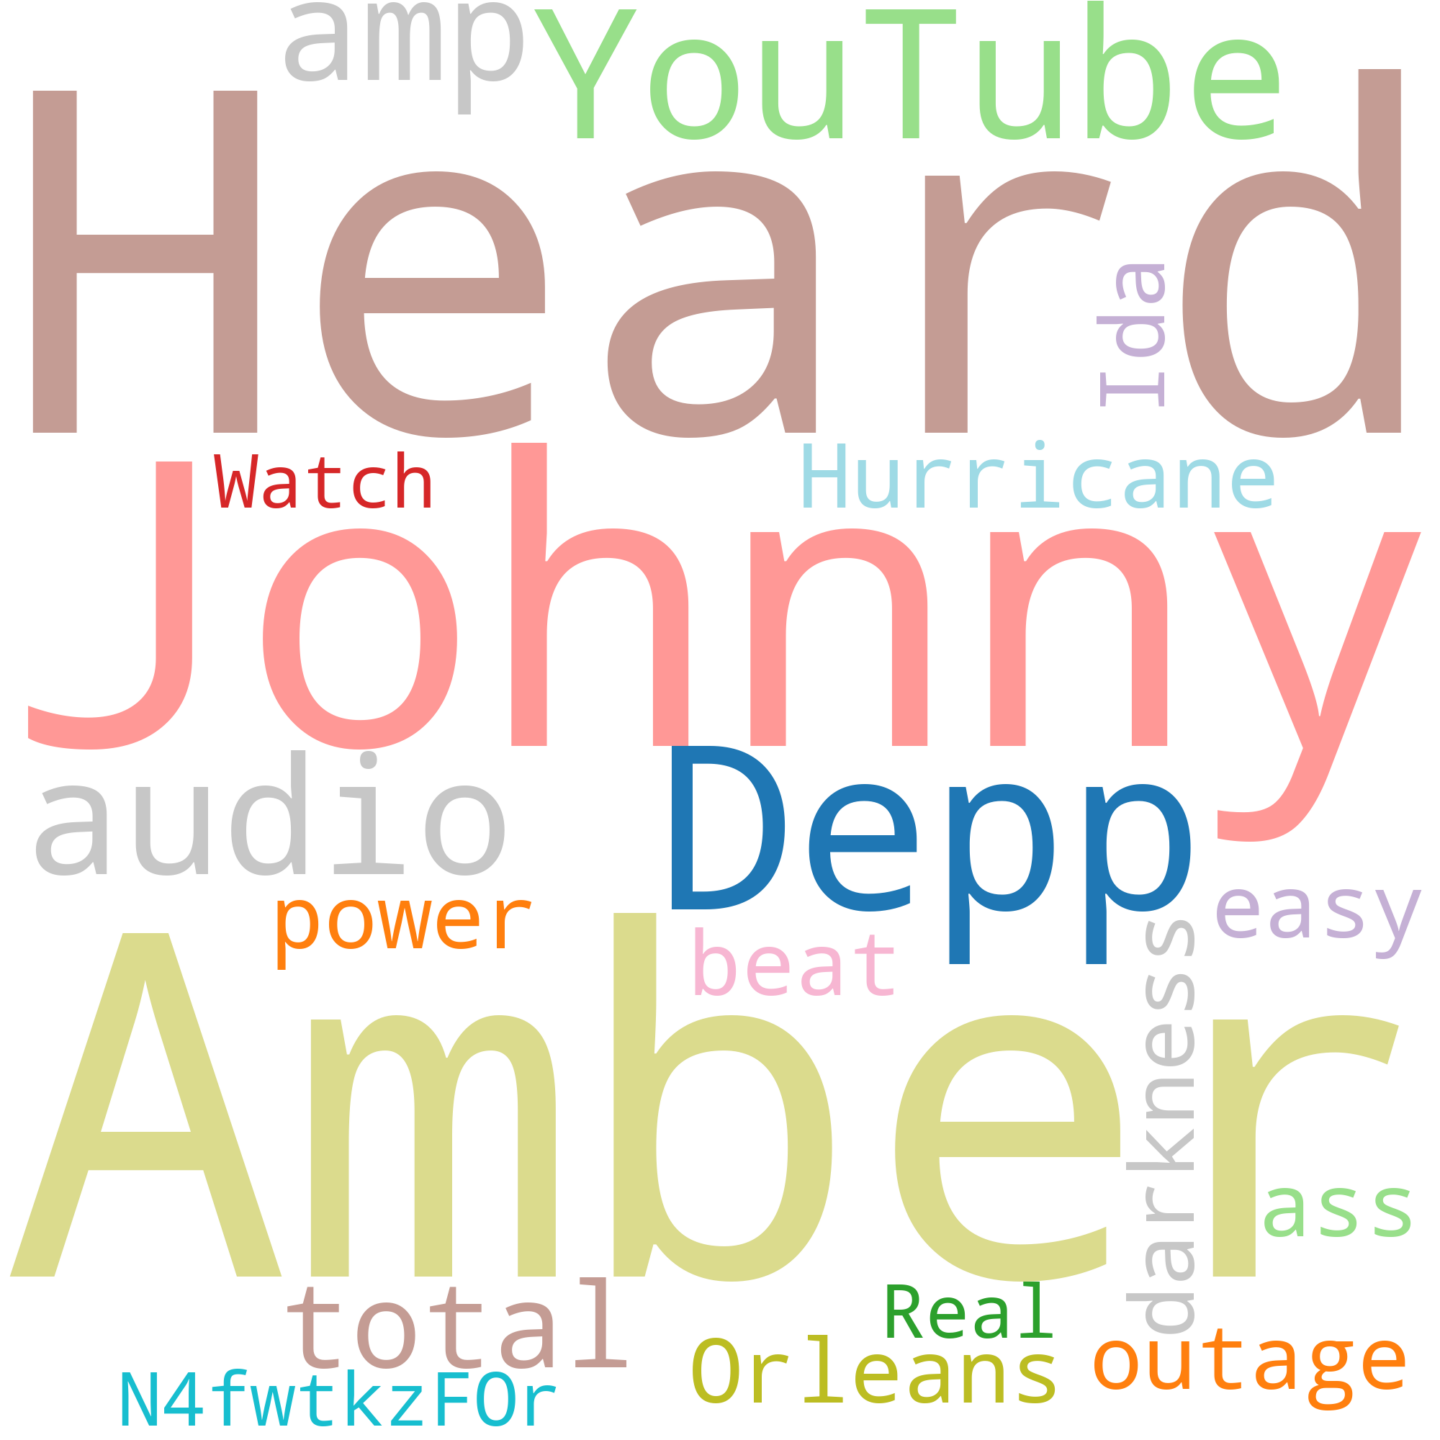 amp
YouTube
Heard
Ida
Watch
Hurricane
Johnny
audio
Depp
power
beat
easy
darkness
Amber
ass
total
Real
Orleans
outage
N4fwtkzFOr